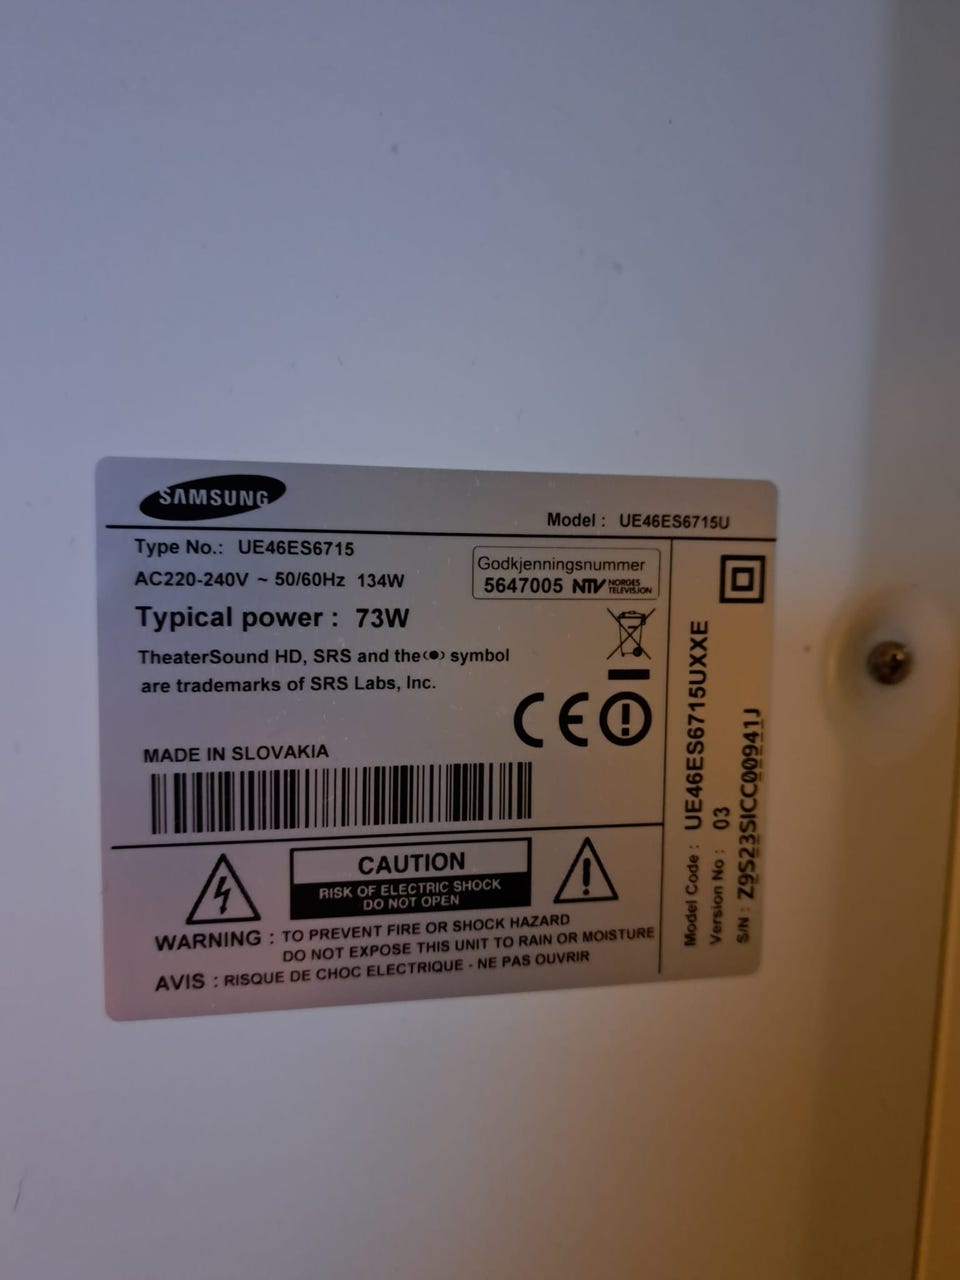 SAMSUNG
Model : UE46ES6715U
Type No.: UE46ES6715
AC220-240V ~ 50/60Hz 134W
Typical power : 73W
Godkjenningsnummer
5647005 NTV NORGES TELEVISJON
TheaterSound HD, SRS and the symbol
are trademarks of SRS Labs, Inc.
CE
MADE IN SLOVAKIA
CAUTION
RISK OF ELECTRIC SHOCK
DO NOT OPEN
WARNING : TO PREVENT FIRE OR SHOCK HAZARD
DO NOT EXPOSE THIS UNIT TO RAIN OR MOISTURE
AVIS : RISQUE DE CHOC ELECTRIQUE - NE PAS OUVRIR
Model Code : UE46ES6715UXXE
Version No : 03
S/N : Z9S23SICC00941J